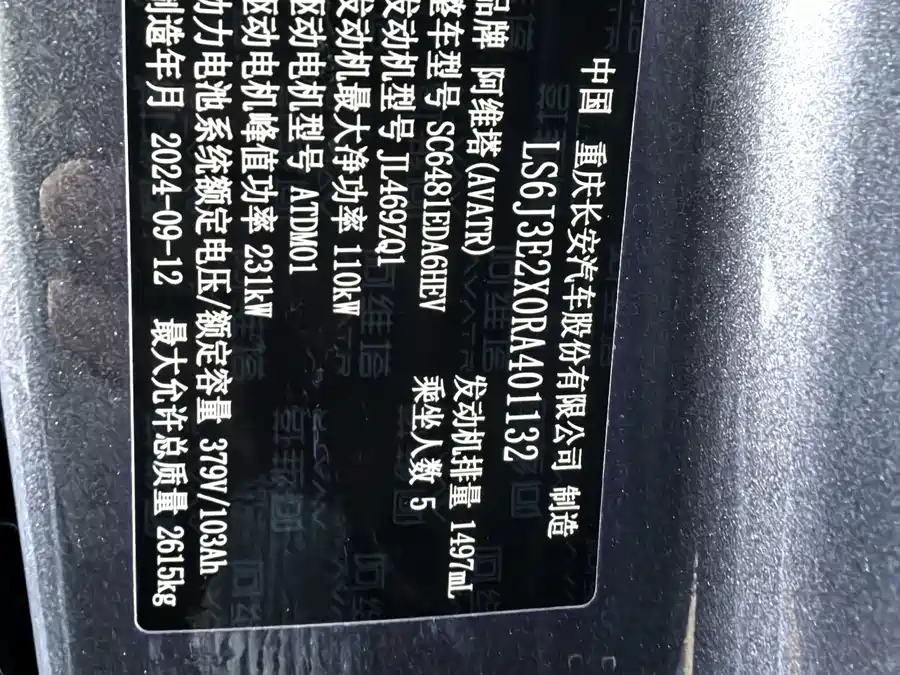 中国 重庆长安汽车股份有限公司 制造
LS6J3E2X0RA401132
品牌 阿维塔(AVATR) 发动机排量 1497mL
整车型号 SC6481EDA6HEV 乘坐人数 5
发动机型号 JL469ZQ1
发动机最大净功率 110kW
驱动电机型号 ATDM01
驱动电机峰值功率 231kW
动力电池系统额定电压/额定容量 379V/103Ah
制造年月 2024-09-12 最大允许总质量 2615kg